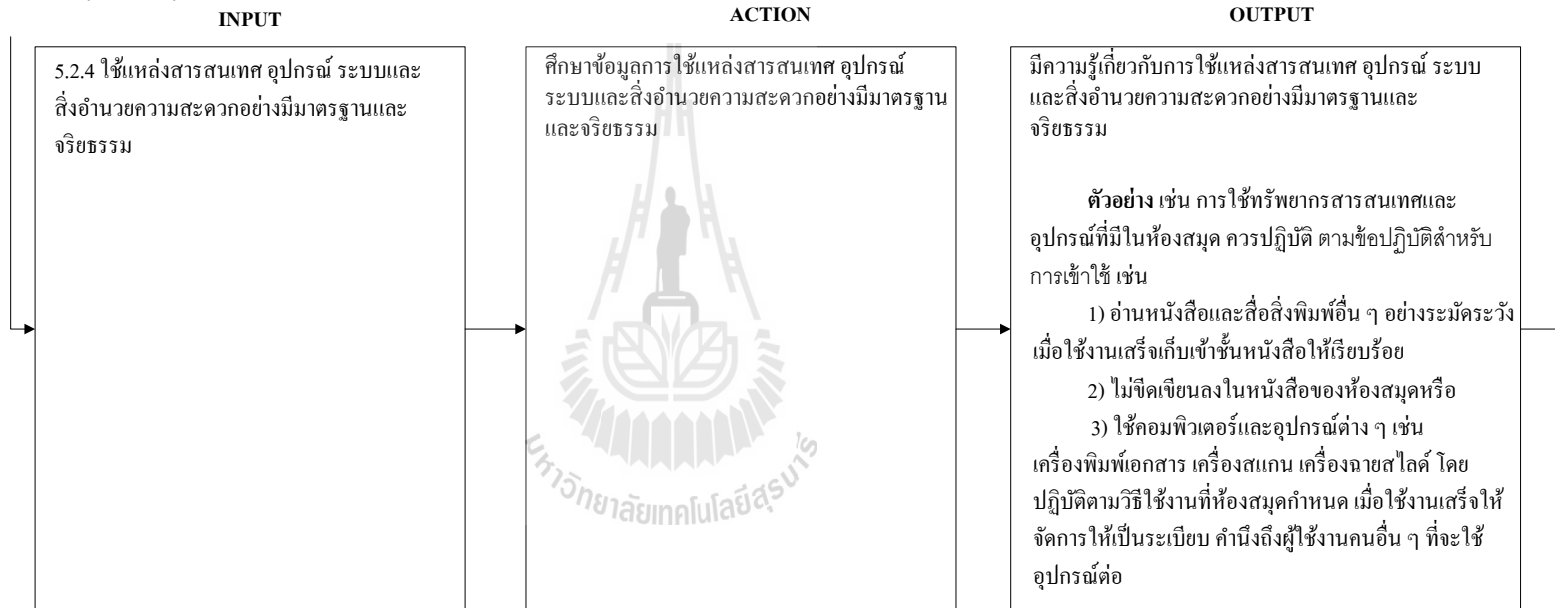 INPUT
ACTION
OUTPUT
5.2.4 ใช้แหล่งสารสนเทศ อุปกรณ์ ระบบและ
สิ่งอำนวยความสะดวกอย่างมีมาตรฐานและ
จริยธรรม
ศึกษาข้อมูลการใช้แหล่งสารสนเทศ อุปกรณ์
ระบบและสิ่งอำนวยความสะดวกอย่างมีมาตรฐาน
และจริยธรรม
มีความรู้เกี่ยวกับการใช้แหล่งสารสนเทศ อุปกรณ์ ระบบ
และสิ่งอำนวยความสะดวกอย่างมีมาตรฐานและ
จริยธรรม
ตัวอย่าง เช่น การใช้ทรัพยากรสารสนเทศและ
อุปกรณ์ที่มีในห้องสมุด ควรปฏิบัติ ตามข้อปฏิบัติสำหรับ
การเข้าใช้ เช่น
1) อ่านหนังสือและสื่อสิ่งพิมพ์อื่น ๆ อย่างระมัดระวัง
เมื่อใช้งานเสร็จเก็บเข้าชั้นหนังสือให้เรียบร้อย
2) ไม่ขีดเขียนลงในหนังสือของห้องสมุดหรือ
3) ใช้คอมพิวเตอร์และอุปกรณ์ต่าง ๆ เช่น
เครื่องพิมพ์เอกสาร เครื่องสแกน เครื่องฉายสไลด์ โดย
ปฏิบัติตามวิธีใช้งานที่ห้องสมุดกำหนด เมื่อใช้งานเสร็จให้
จัดการให้เป็นระเบียบ คำนึงถึงผู้ใช้งานคนอื่น ๆ ที่จะใช้
อุปกรณ์ต่อ
มหาวิทยาลัยเทคโนโลยีสุรนารี